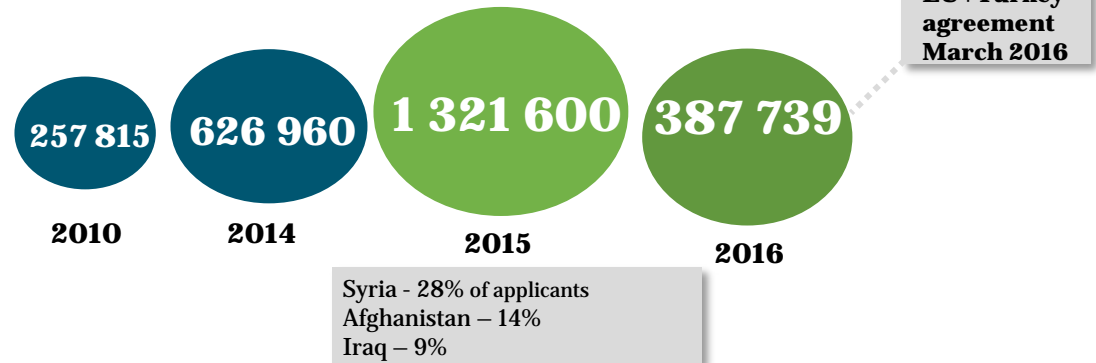 agreement
March 2016
257 815
626 960
1 321 600
387 739
2010
2014
2015
2016
Syria - 28% of applicants
Afghanistan – 14%
Iraq – 9%